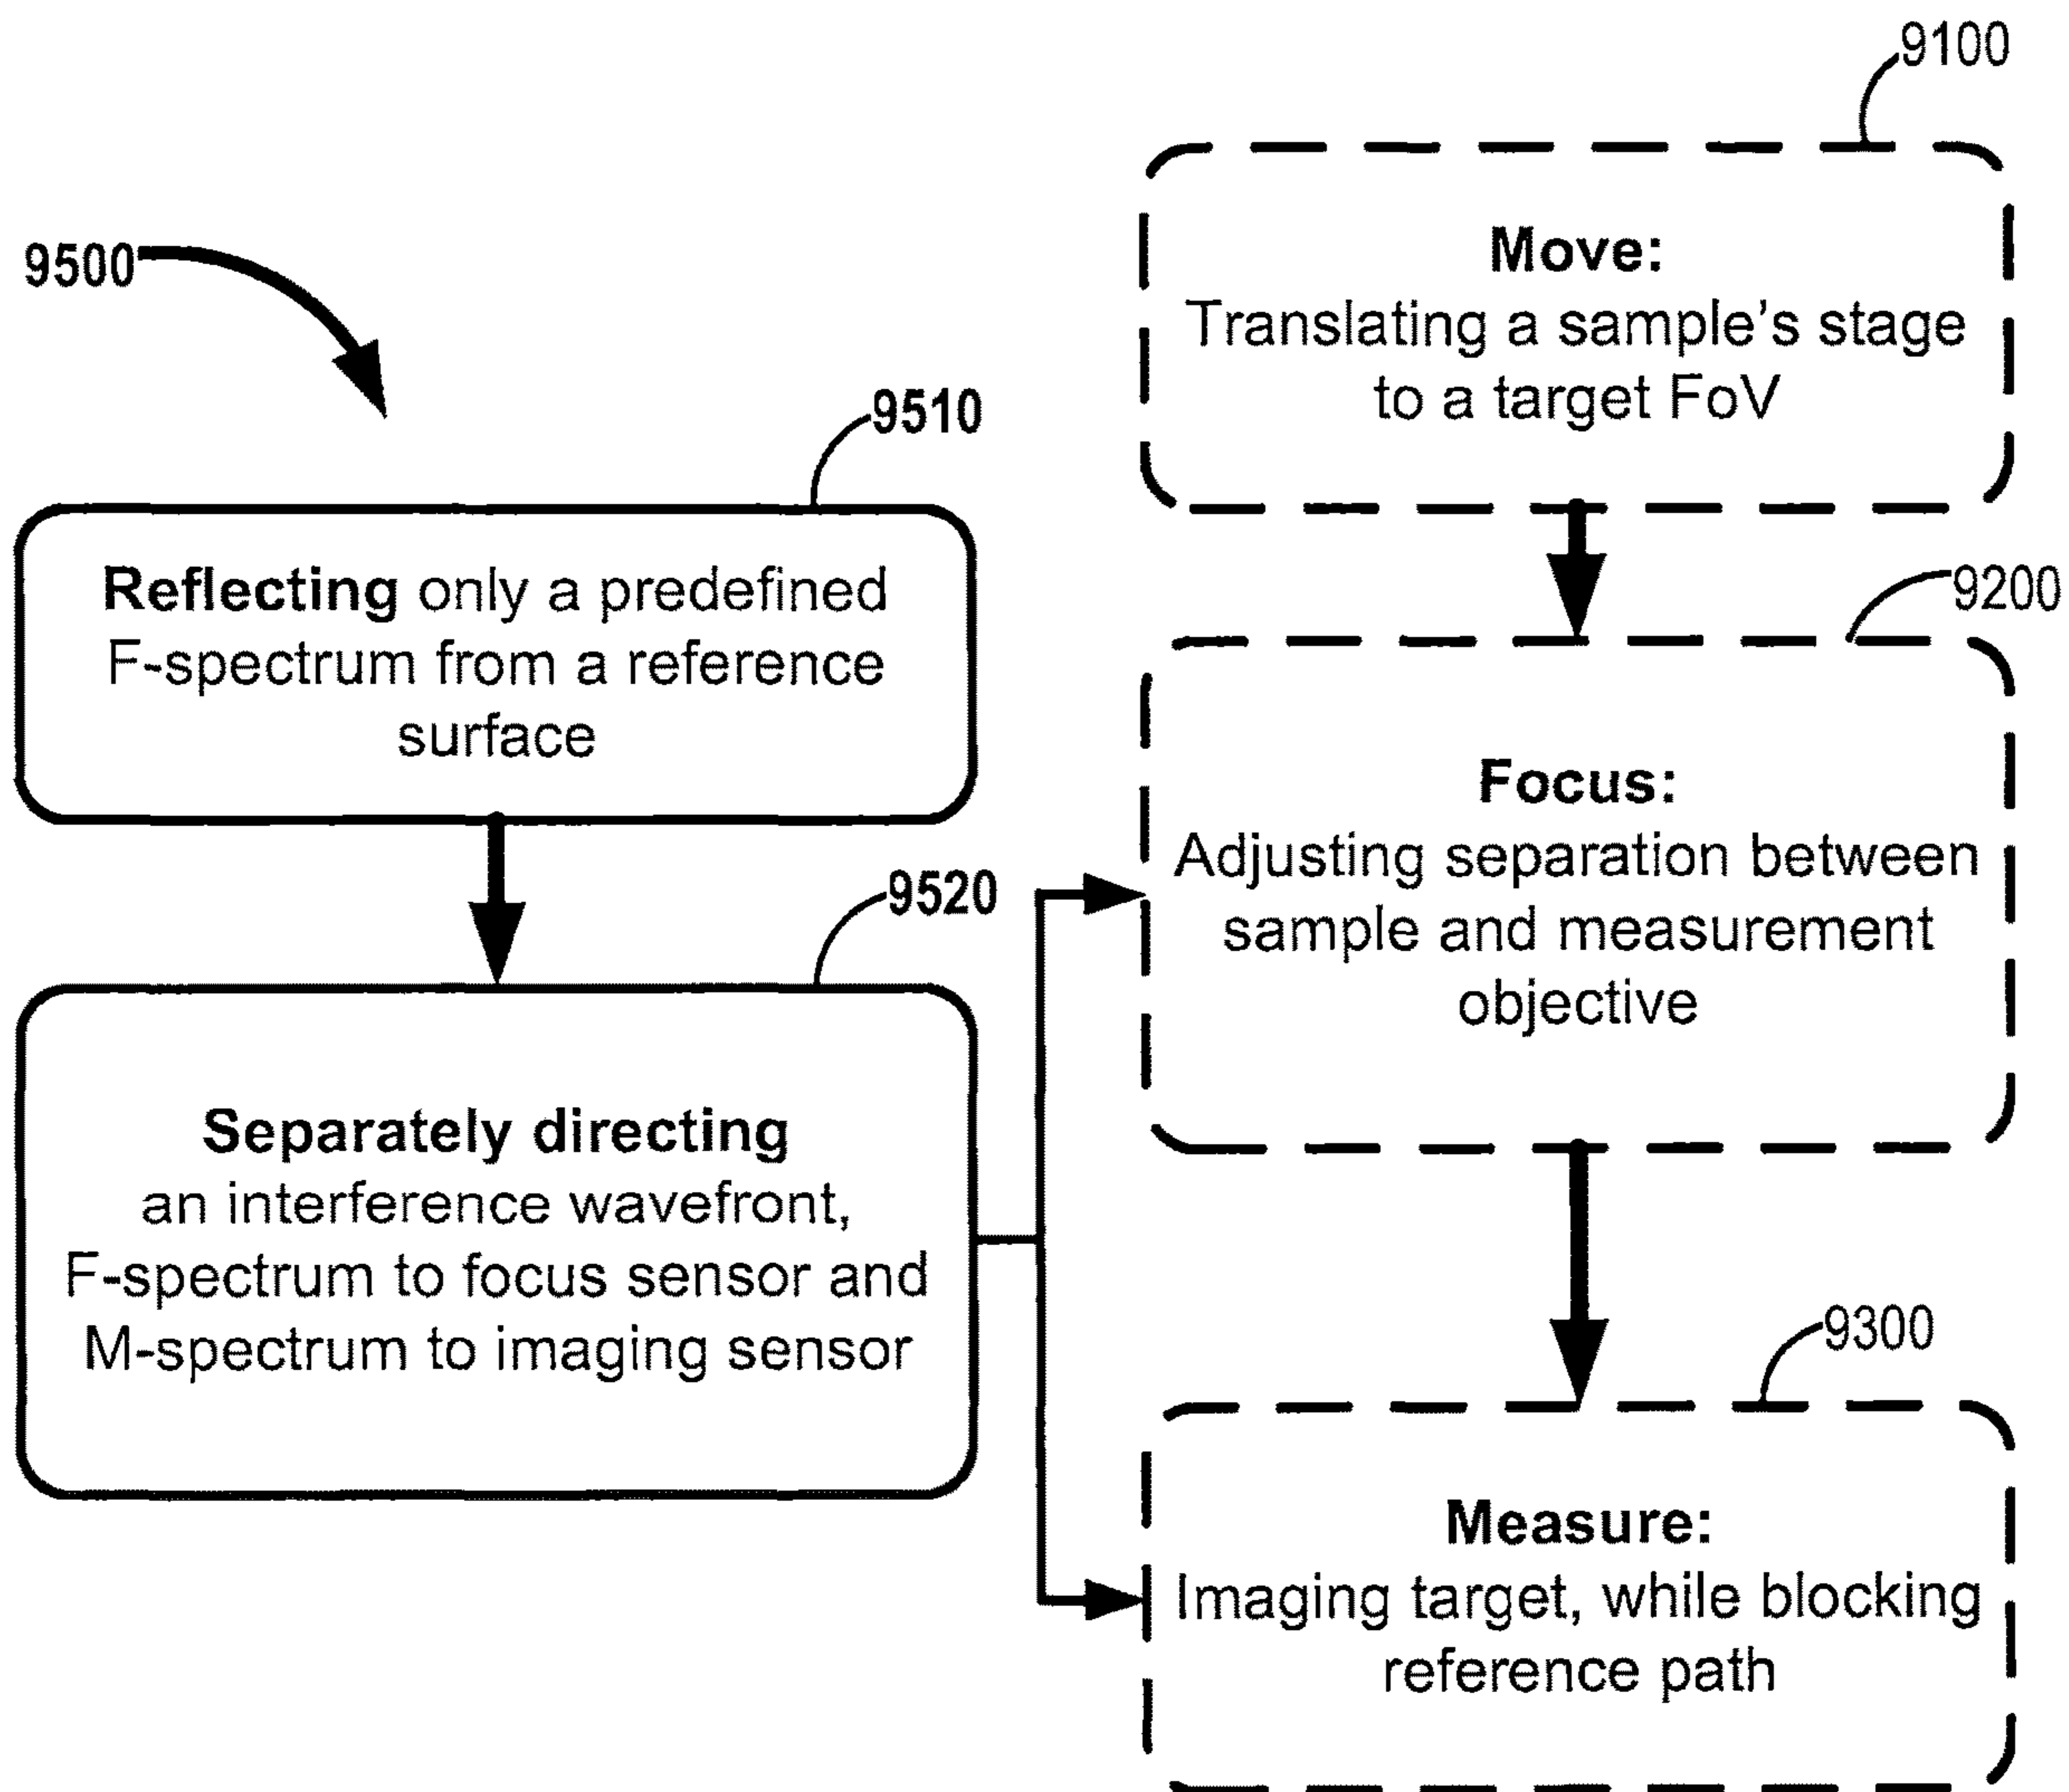 9500
9510
Reflecting only a predefined
F-spectrum from a reference
surface
9520
Separately directing
an interference wavefront,
F-spectrum to focus sensor and
M-spectrum to imaging sensor
9100
Move:
Translating a sample's stage
to a target FoV
9200
Focus:
Adjusting separation between
sample and measurement
objective
9300
Measure:
Imaging target, while blocking
reference path